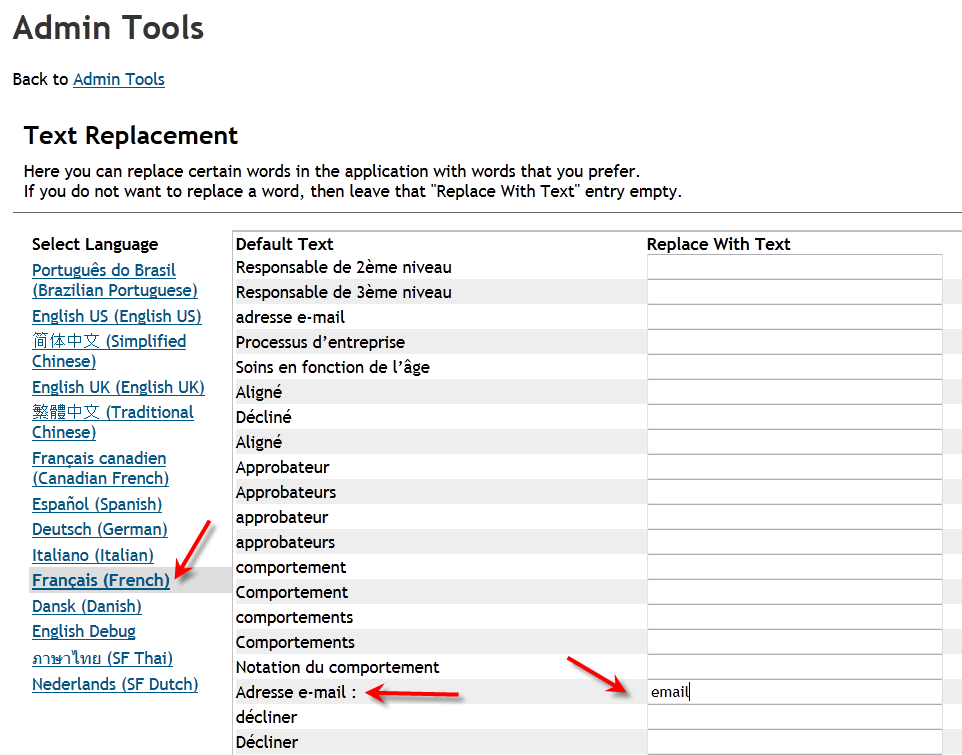 Admin Tools
Back to Admin Tools
Text Replacement
Here you can replace certain words in the application with words that you prefer.
If you do not want to replace a word, then leave that "Replace With Text" entry empty.
Select Language
Português do Brasil
(Brazilian Portuguese)
English US (English US)
简体中文 (Simplified
Chinese)
English UK (English UK)
繁體中文 (Traditional
Chinese)
Français canadien
(Canadian French)
Español (Spanish)
Deutsch (German)
Italiano (Italian)
Français (French)
Dansk (Danish)
English Debug
ภาษาไทย (SF Thai)
Nederlands (SF Dutch)
Default Text Replace With Text
Responsable de 2ème niveau
Responsable de 3ème niveau
adresse e-mail
Processus d’entreprise
Soins en fonction de l’âge
Aligné
Décliné
Aligné
Approbateur
Approbateurs
approbateur
approbateurs
comportement
Comportement
comportements
Comportements
Notation du comportement
Adresse e-mail : email
décliner
Décliner